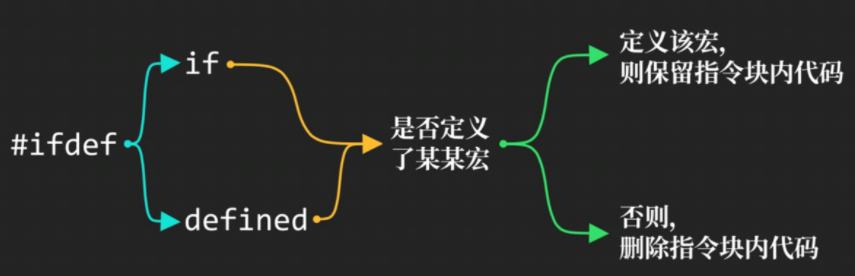 #ifdef
if
defined
是否定义
了某某宏
定义该宏,
则保留指令块内代码
否则,
删除指令块内代码